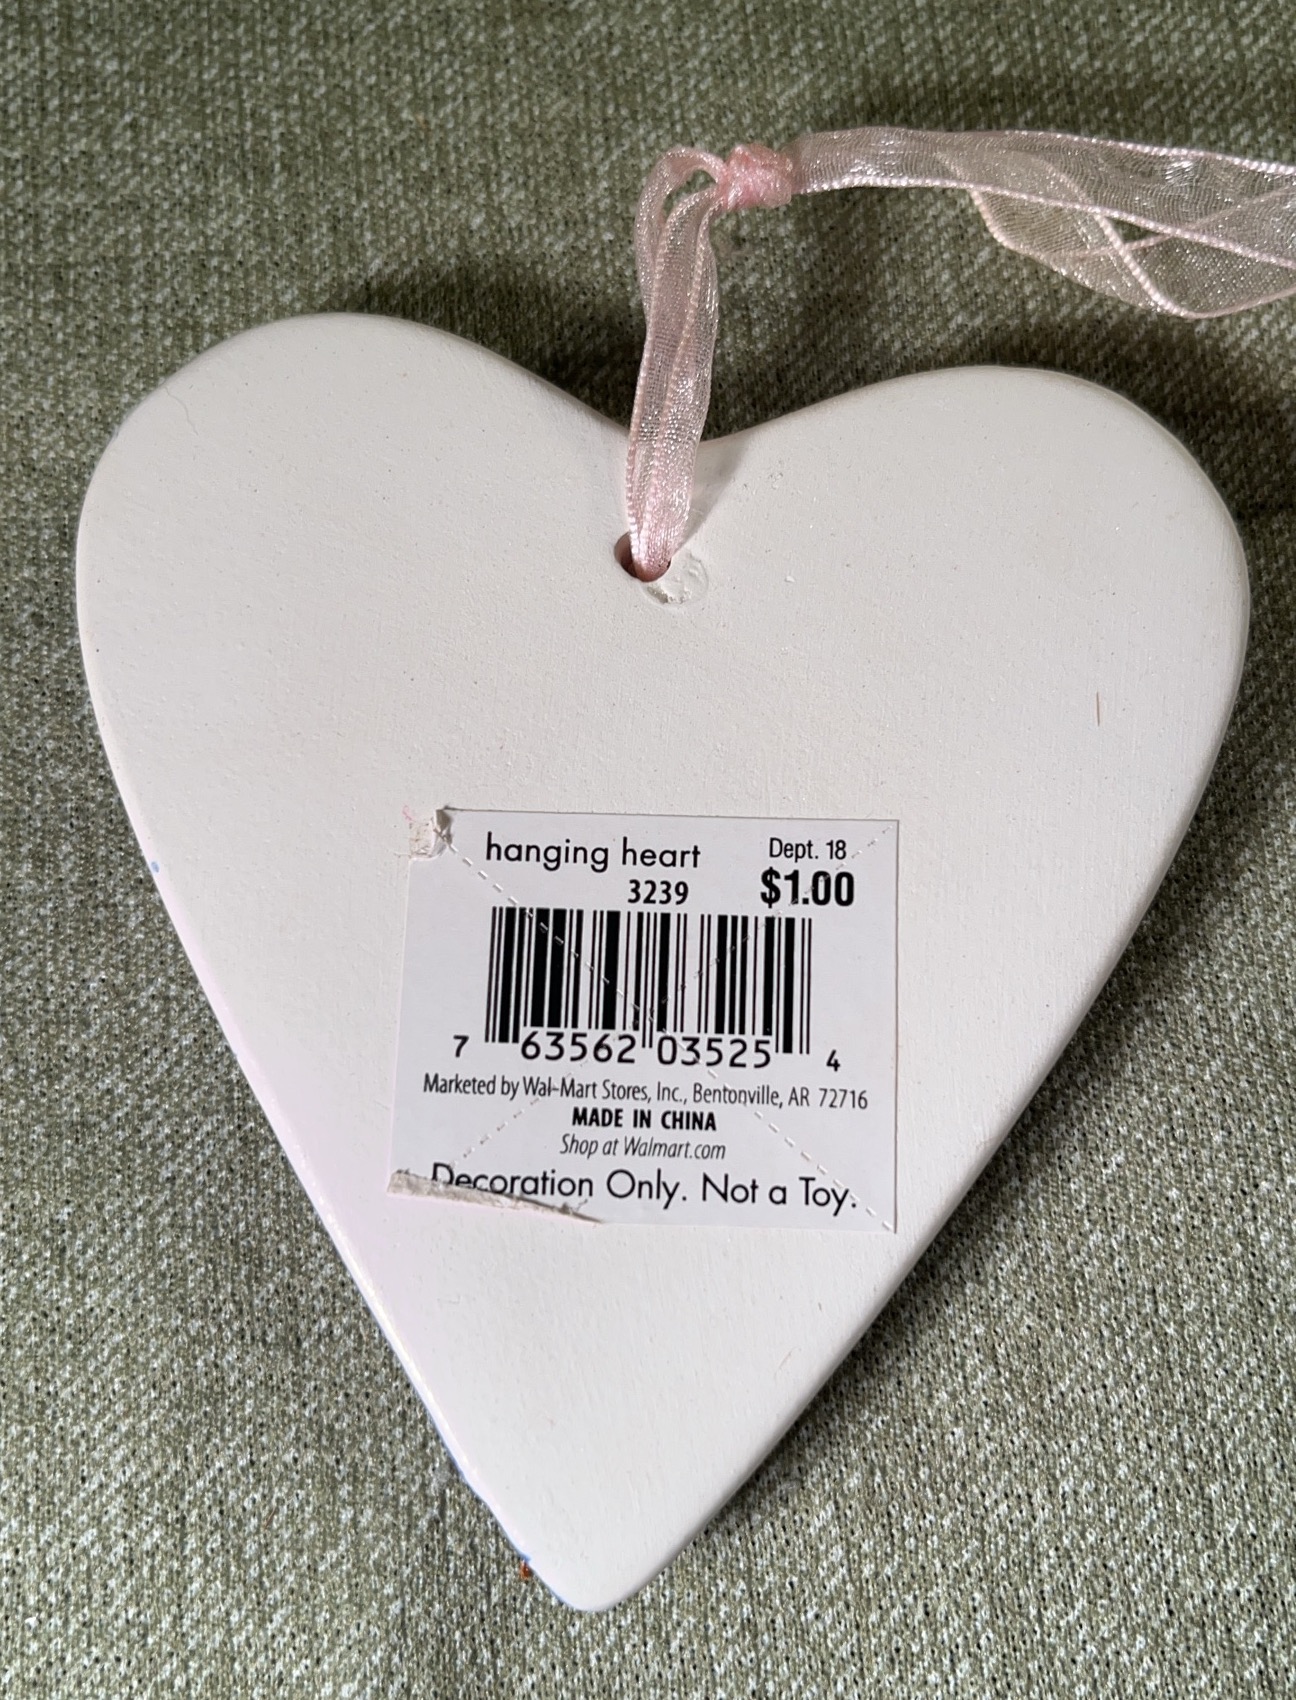 hanging heart
3239
Dept. 18
$1.00
7 63562 03525 4
Marketed by Wal-Mart Stores, Inc., Bentonville, AR 72716
MADE IN CHINA
Shop at Walmart.com
Decoration Only. Not a Toy.